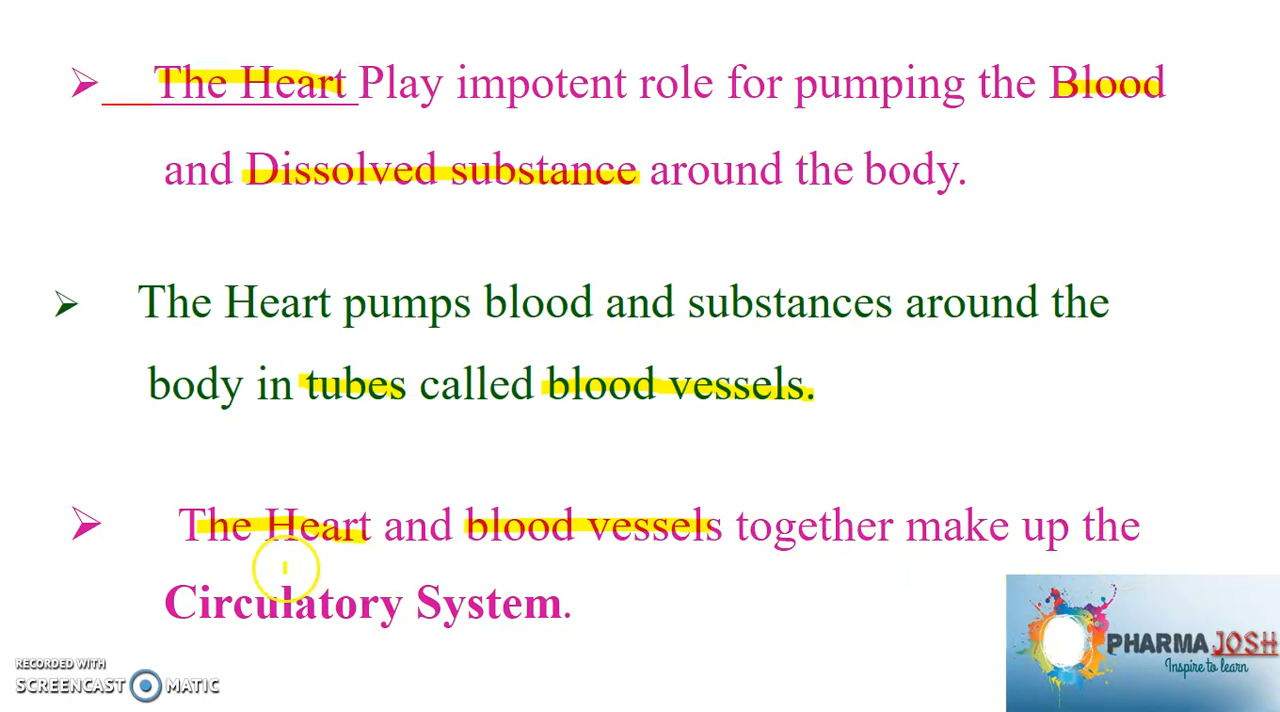 The Heart Play impotent role for pumping the Blood
and Dissolved substance around the body.
The Heart pumps blood and substances around the
body in tubes called blood vessels.
The Heart and blood vessels together make up the
Circulatory System.
PHARMA JOSH
Inspire to learn
RECORDED WITH
SCREENCAST MATIC